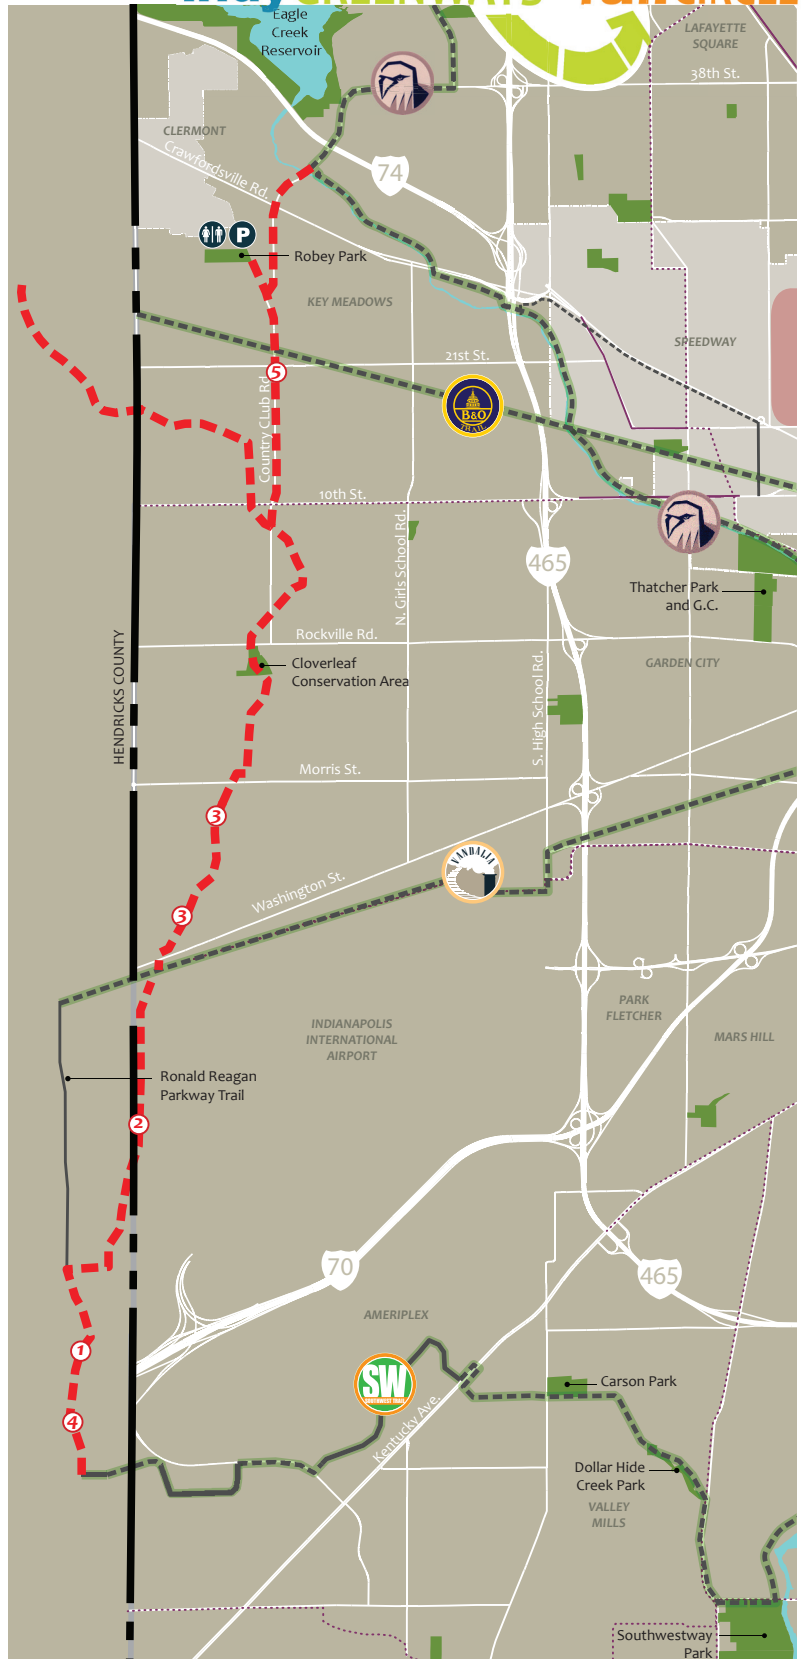 Eagle
Creek
Reservoir
LAFAYETTE
SQUARE
38th St.
CLERMONT
Crawfordsville Rd.
74
P
Robey Park
KEY MEADOWS
SPEEDWAY
21st St.
5
B&O
TRAIL
Country CLub Rd.
10th St.
N. Girls School Rd.
465
Thatcher Park
and G.C.
Rockville Rd.
HENDRICKS COUNTY
Cloverleaf
Conservation Area
GARDEN CITY
S. High School Rd.
Morris St.
3
VANDALIA
Washington St.
3
PARK
FLETCHER
INDIANAPOLIS
INTERNATIONAL
AIRPORT
MARS HILL
Ronald Reagan
Parkway Trail
2
70
465
AMERIPLEX
1
SW
SOUTHWEST TRAIL
Carson Park
4
Kentucky Ave.
Dollar Hide
Creek Park
VALLEY
MILLS
Southwestway
Park